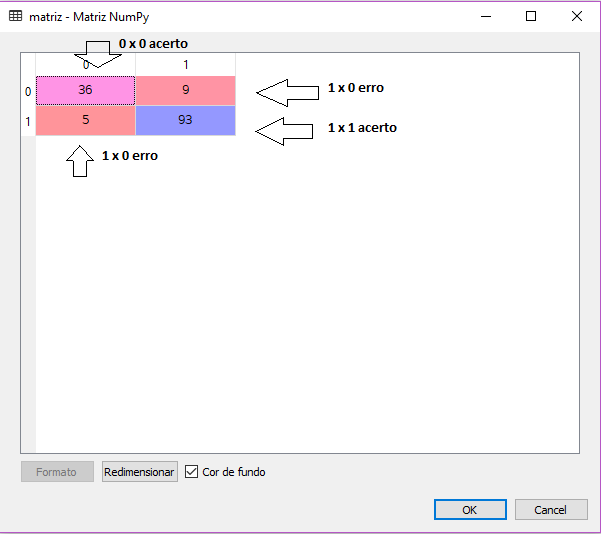 matriz - Matriz NumPy
0 x 0 acerto
0 1
0 36 9 1 x 0 erro
1 5 93 1 x 1 acerto
1 x 0 erro
Formato Redimensionar Cor de fundo
OK Cancel